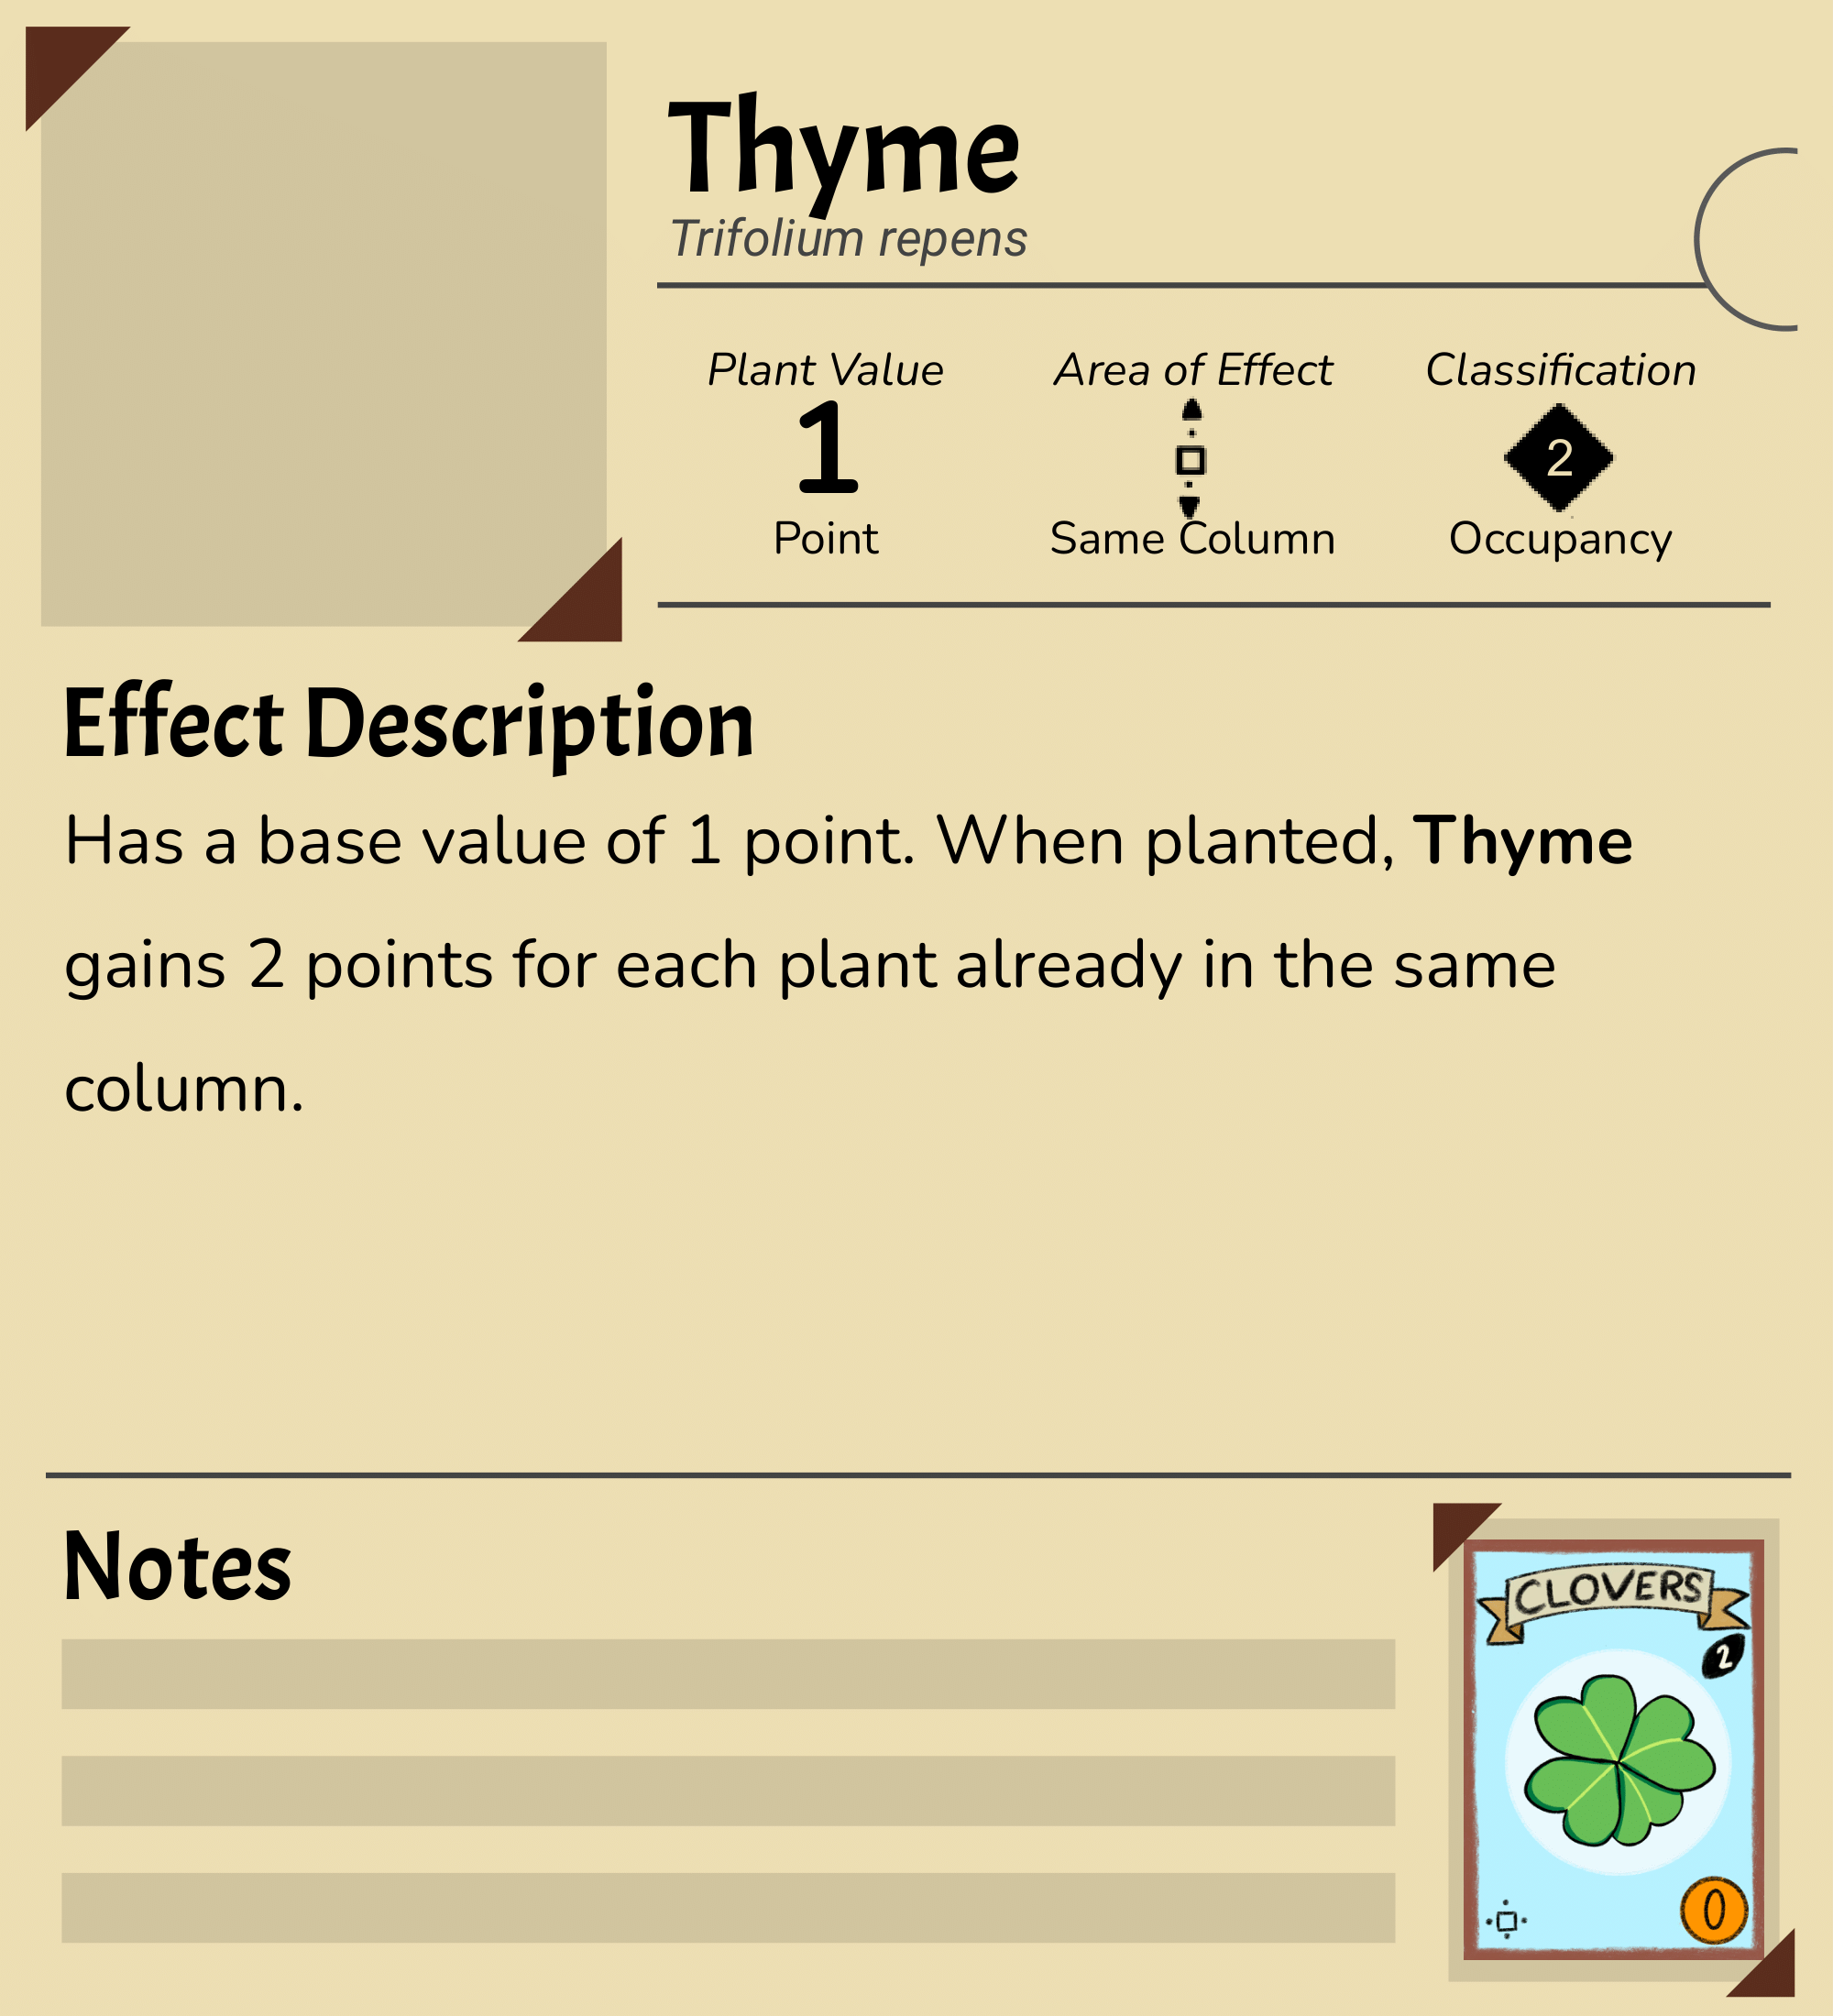 Thyme
Trifolium repens
Plant Value
Area of Effect
Classification
1
2
Point
Same Column
Occupancy
Effect Description
Has a base value of 1 point. When planted, Thyme
gains 2 points for each plant already in the same
column.
Notes
CLOVERS
2
0